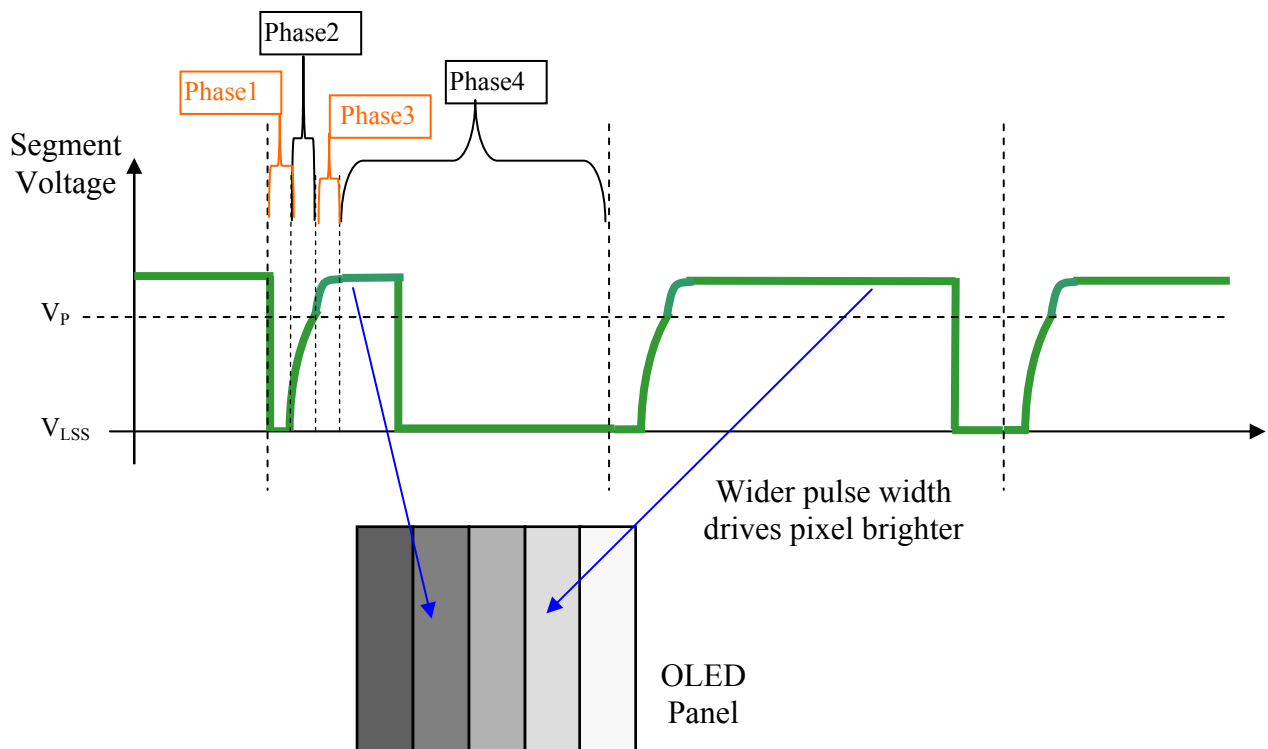 Phase2
Phase1
Phase3
Phase4
Segment
Voltage
VP
VLSS
Wider pulse width
drives pixel brighter
OLED
Panel